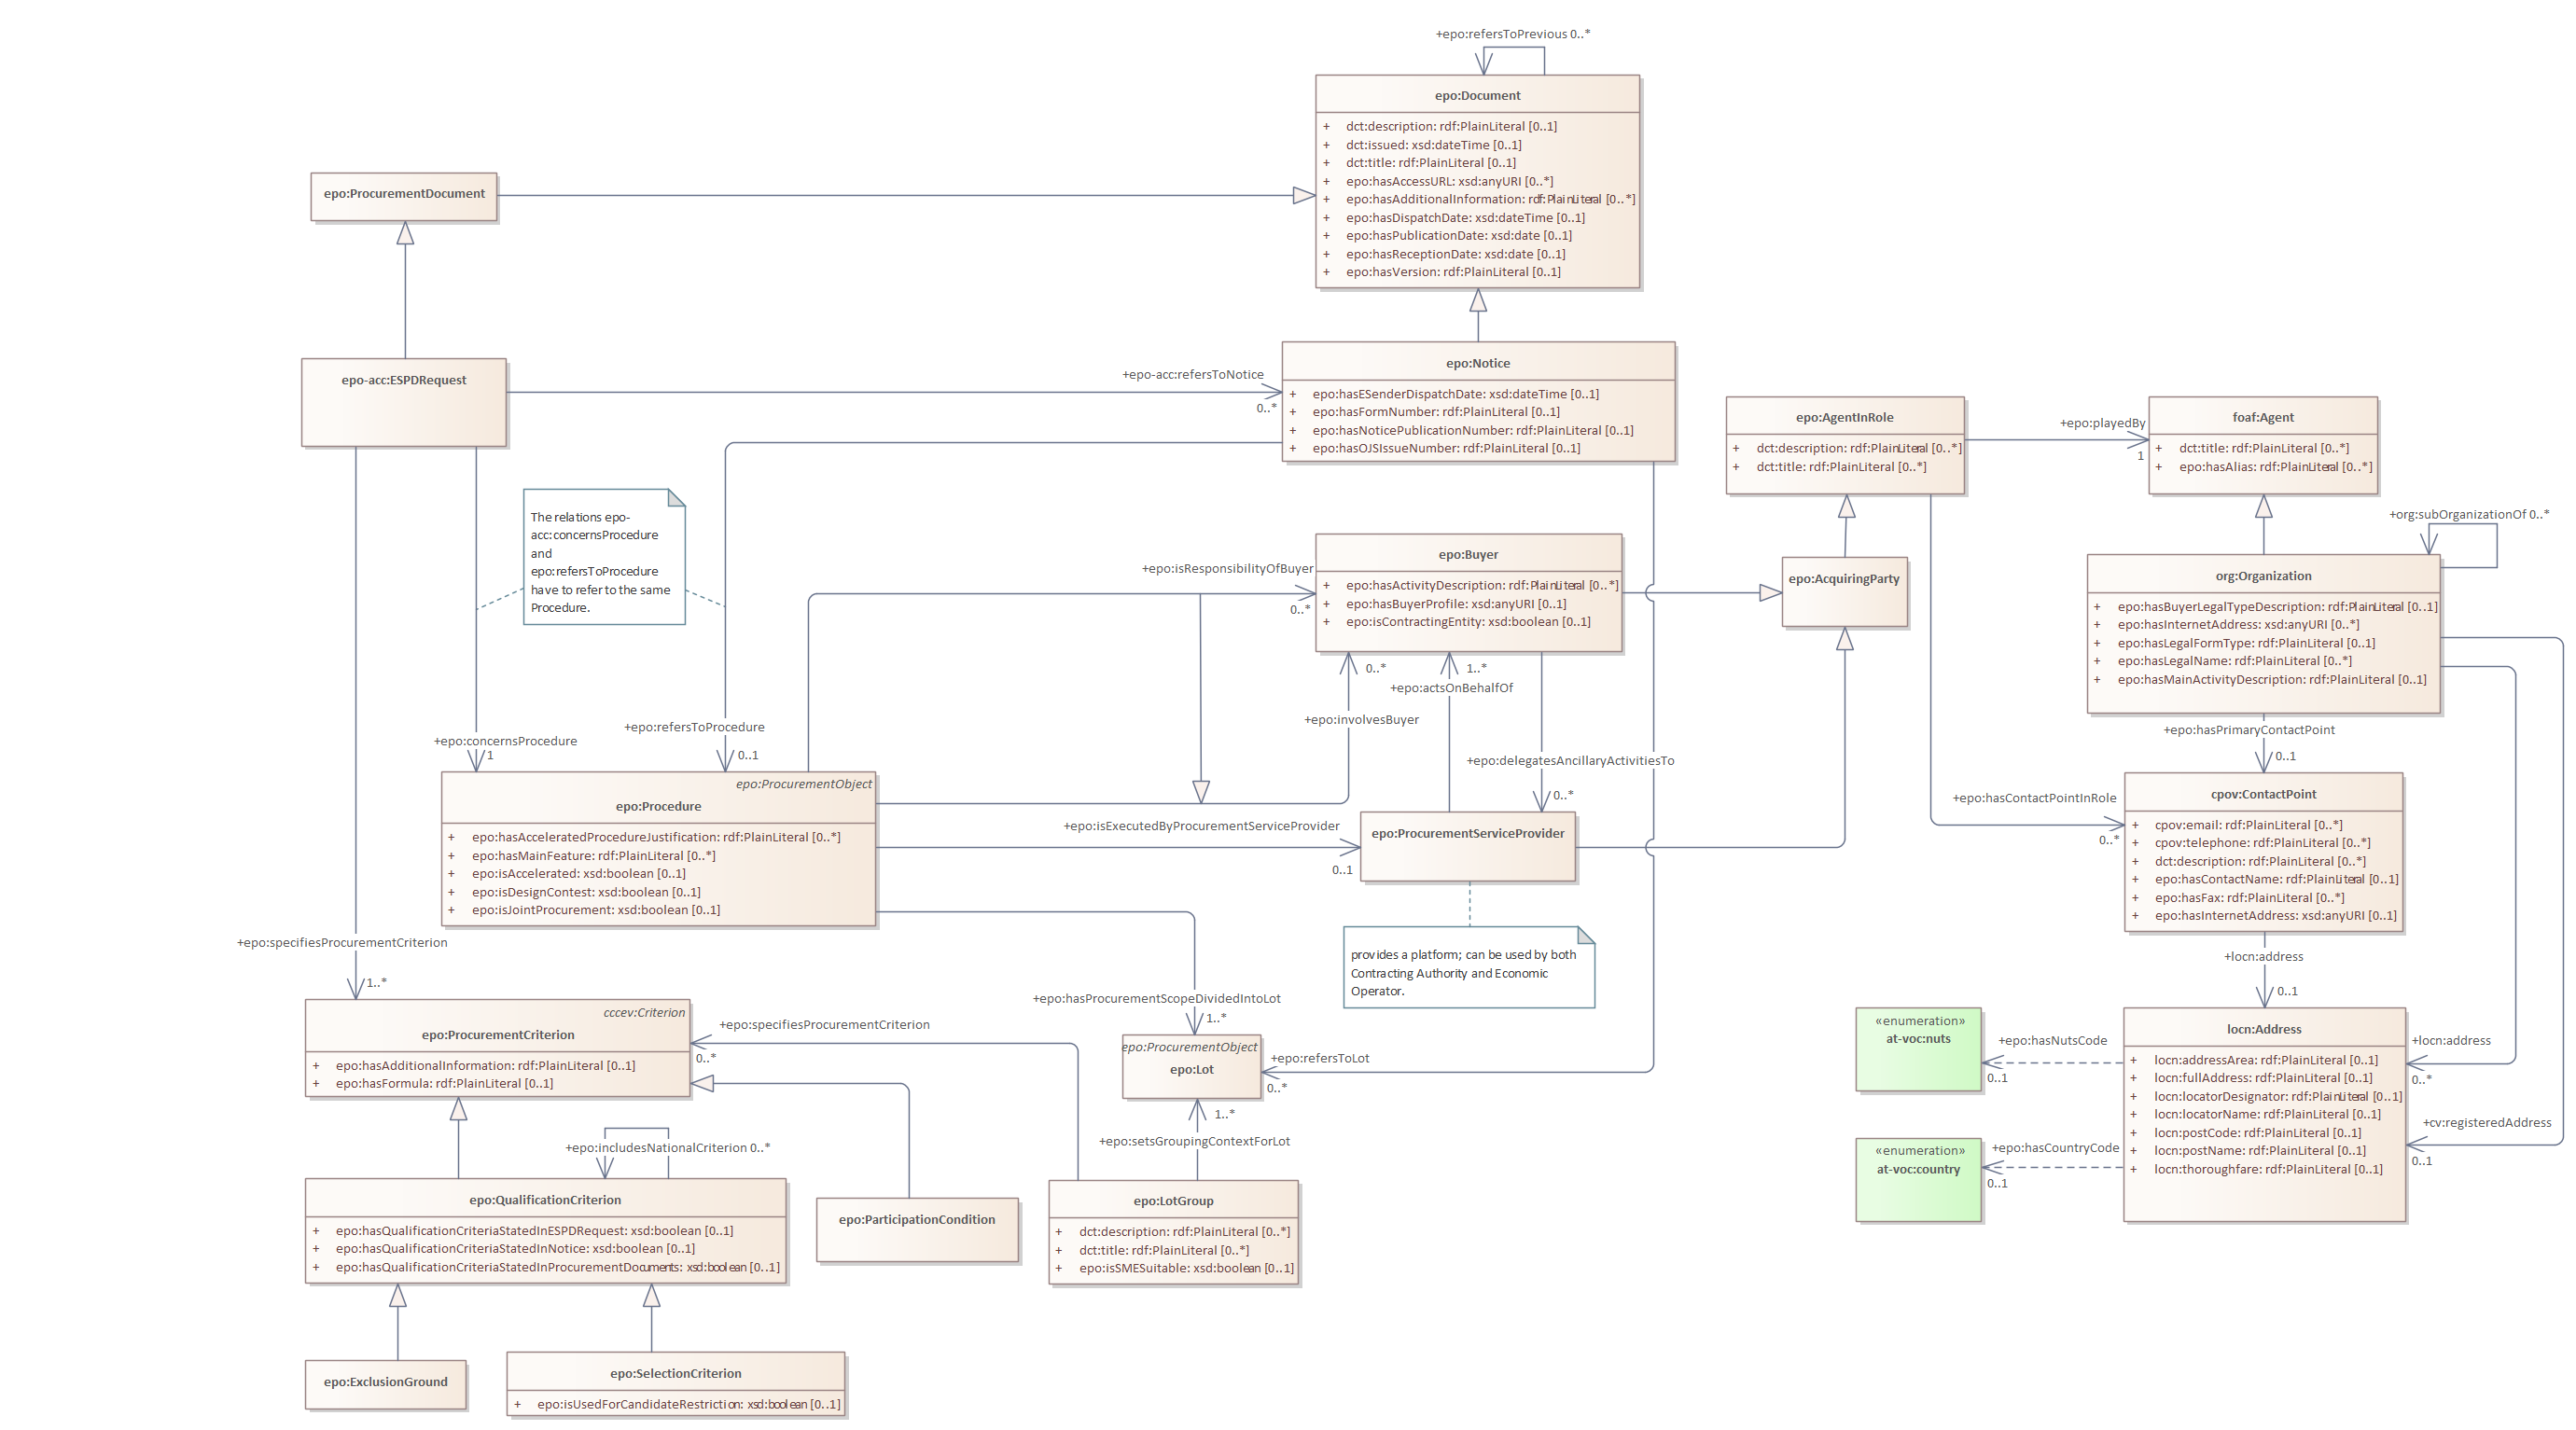 +epo:refersToPrevious 0..*
epo:Document
+ dct:description: rdf:PlainLiteral [0..1]
+ dct:issued: xsd:dateTime [0..1]
+ dct:title: rdf:PlainLiteral [0..1]
+ epo:hasAccessURL: xsd:anyURI [0..*]
+ epo:hasAdditionalInformation: rdf:PlainLiteral [0..*]
+ epo:hasDispatchDate: xsd:dateTime [0..1]
+ epo:hasPublicationDate: xsd:date [0..1]
+ epo:hasReceptionDate: xsd:date [0..1]
+ epo:hasVersion: rdf:PlainLiteral [0..1]
epo:ProcurementDocument
epo-acc:ESPDRequest
+epo-acc:refersToNotice
0..*
epo:Notice
+ epo:hasESenderDispatchDate: xsd:dateTime [0..1]
+ epo:hasFormNumber: rdf:PlainLiteral [0..1]
+ epo:hasNoticePublicationNumber: rdf:PlainLiteral [0..1]
+ epo:hasOJSIssueNumber: rdf:PlainLiteral [0..1]
epo:AgentInRole
+ dct:description: rdf:PlainLiteral [0..*]
+ dct:title: rdf:PlainLiteral [0..*]
+epo:playedBy
1
foaf:Agent
+ dct:title: rdf:PlainLiteral [0..*]
+ epo:hasAlias: rdf:PlainLiteral [0..*]
The relations epo-
acc:concernsProcedure
and
epo:refersToProcedure
have to refer to the same
Procedure.
+org:subOrganizationOf 0..*
+epo:isResponsibilityOfBuyer
0..*
epo:Buyer
+ epo:hasActivityDescription: rdf:PlainLiteral [0..*]
+ epo:hasBuyerProfile: xsd:anyURI [0..1]
+ epo:isContractingEntity: xsd:boolean [0..1]
epo:AcquiringParty
org:Organization
+ epo:hasBuyerLegalTypeDescription: rdf:PlainLiteral [0..1]
+ epo:hasInternetAddress: xsd:anyURI [0..*]
+ epo:hasLegalFormType: rdf:PlainLiteral [0..1]
+ epo:hasLegalName: rdf:PlainLiteral [0..*]
+ epo:hasMainActivityDescription: rdf:PlainLiteral [0..1]
0..*
1..*
+epo:actsOnBehalfOf
+epo:involvesBuyer
+epo:delegatesAncillaryActivitiesTo
0..*
+epo:concernsProcedure
1
+epo:refersToProcedure
0..1
+epo:hasPrimaryContactPoint
0..1
epo:ProcurementObject
epo:Procedure
+ epo:hasAcceleratedProcedureJustification: rdf:PlainLiteral [0..*]
+ epo:hasMainFeature: rdf:PlainLiteral [0..*]
+ epo:isAccelerated: xsd:boolean [0..1]
+ epo:isDesignContest: xsd:boolean [0..1]
+ epo:isJointProcurement: xsd:boolean [0..1]
+epo:isExecutedByProcurementServiceProvider
0..1
epo:ProcurementServiceProvider
+epo:hasContactPointInRole
0..*
cpov:ContactPoint
+ cpov:email: rdf:PlainLiteral [0..*]
+ cpov:telephone: rdf:PlainLiteral [0..*]
+ dct:description: rdf:PlainLiteral [0..*]
+ epo:hasContactName: rdf:PlainLiteral [0..1]
+ epo:hasFax: rdf:PlainLiteral [0..*]
+ epo:hasInternetAddress: xsd:anyURI [0..1]
provides a platform; can be used by both
Contracting Authority and Economic
Operator.
+epo:specifiesProcurementCriterion
1..*
+locn:address
0..1
+epo:hasProcurementScopeDividedIntoLot
1..*
cccev:Criterion
epo:ProcurementCriterion
+ epo:hasAdditionalInformation: rdf:PlainLiteral [0..1]
+ epo:hasFormula: rdf:PlainLiteral [0..1]
+epo:specifiesProcurementCriterion
0..*
epo:ProcurementObject
epo:Lot
+epo:refersToLot
0..*
1..*
+epo:setsGroupingContextForLot
«enumeration»
at-voc:nuts
+epo:hasNutsCode
0..1
«enumeration»
at-voc:country
+epo:hasCountryCode
0..1
locn:Address
+ locn:addressArea: rdf:PlainLiteral [0..1]
+ locn:fullAddress: rdf:PlainLiteral [0..1]
+ locn:locatorDesignator: rdf:PlainLiteral [0..1]
+ locn:locatorName: rdf:PlainLiteral [0..1]
+ locn:postCode: rdf:PlainLiteral [0..1]
+ locn:postName: rdf:PlainLiteral [0..1]
+ locn:thoroughfare: rdf:PlainLiteral [0..1]
+locn:address
0..*
+cv:registeredAddress
0..1
+epo:includesNationalCriterion 0..*
epo:QualificationCriterion
+ epo:hasQualificationCriteriaStatedInESPDRequest: xsd:boolean [0..1]
+ epo:hasQualificationCriteriaStatedInNotice: xsd:boolean [0..1]
+ epo:hasQualificationCriteriaStatedInProcurementDocuments: xsd:boolean [0..1]
epo:ParticipationCondition
epo:LotGroup
+ dct:description: rdf:PlainLiteral [0..*]
+ dct:title: rdf:PlainLiteral [0..*]
+ epo:isSMESuitable: xsd:boolean [0..1]
epo:ExclusionGround
epo:SelectionCriterion
+ epo:isUsedForCandidateRestriction: xsd:boolean [0..1]